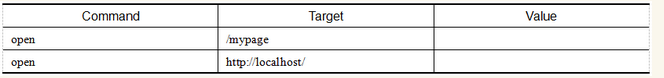 Command Target Value
open /mypage
open http://localhost/